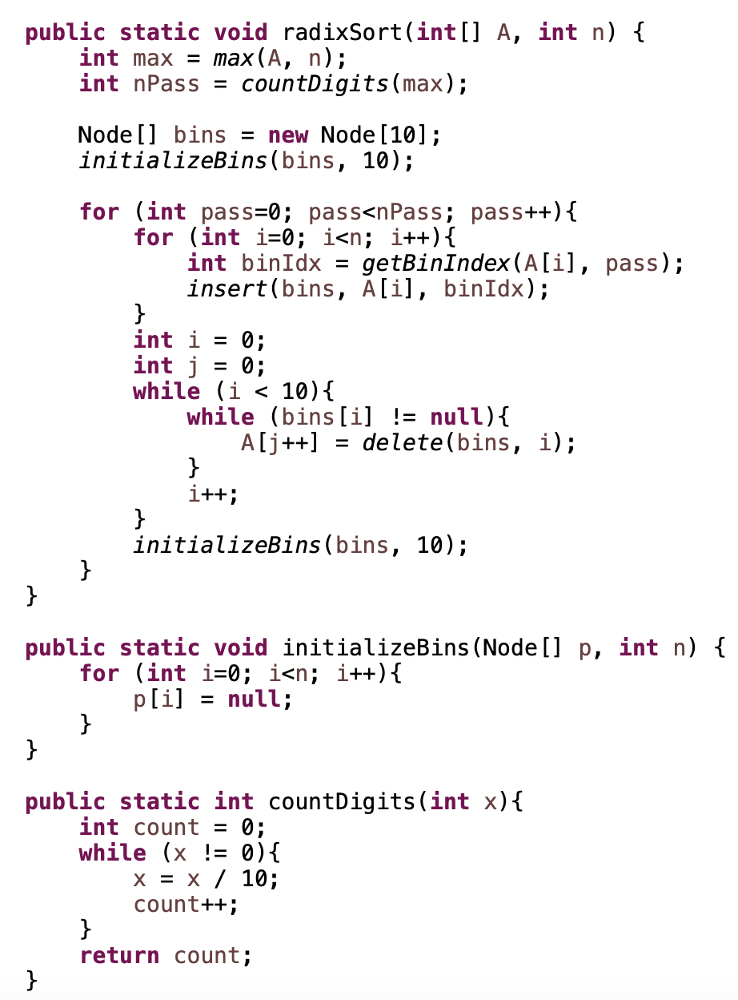 public static void radixSort(int[] A, int n) {
    int max = max(A, n);
    int nPass = countDigits(max);

    Node[] bins = new Node[10];
    initializeBins(bins, 10);

    for (int pass=0; pass<nPass; pass++){
        for (int i=0; i<n; i++){
            int binIdx = getBinIndex(A[i], pass);
            insert(bins, A[i], binIdx);
        }
        int i = 0;
        int j = 0;
        while (i < 10){
            while (bins[i] != null){
                A[j++] = delete(bins, i);
            }
            i++;
        }
        initializeBins(bins, 10);
    }
}

public static void initializeBins(Node[] p, int n) {
    for (int i=0; i<n; i++){
        p[i] = null;
    }
}

public static int countDigits(int x){
    int count = 0;
    while (x != 0){
        x = x / 10;
        count++;
    }
    return count;
}